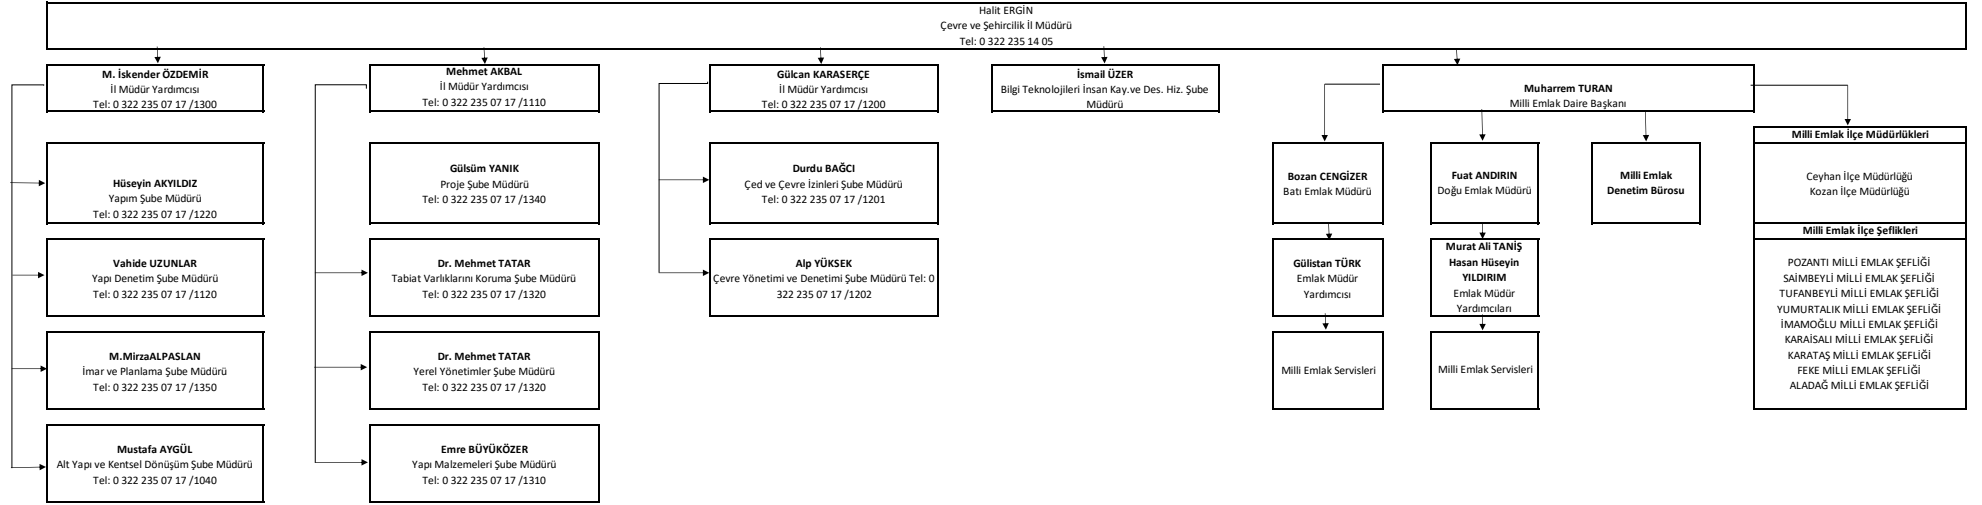 Halit ERGİN
Çevre ve Şehircilik İl Müdürü
Tel: 0 322 235 14 05
M. İskender ÖZDEMİR
İl Müdür Yardımcısı
Tel: 0 322 235 07 17 /1300
Mehmet AKBAL
İl Müdür Yardımcısı
Tel: 0 322 235 07 17 /1110
Gülcan KARASERÇE
İl Müdür Yardımcısı
Tel: 0 322 235 07 17 /1200
İsmail ÜZER
Bilgi Teknolojileri İnsan Kay.ve Des. Hiz. Şube
Müdürü
Muharrem TURAN
Milli Emlak Daire Başkanı
Hüseyin AKYILDIZ
Yapım Şube Müdürü
Tel: 0 322 235 07 17 /1220
Gülsüm YANIK
Proje Şube Müdürü
Tel: 0 322 235 07 17 /1340
Durdu BAĞCI
Çed ve Çevre İzinleri Şube Müdürü
Tel: 0 322 235 07 17 /1201
Bozan CENGİZER
Batı Emlak Müdürü
Fuat ANDIRIN
Doğu Emlak Müdürü
Milli Emlak
Denetim Bürosu
Milli Emlak İlçe Müdürlükleri
Ceyhan İlçe Müdürlüğü
Kozan İlçe Müdürlüğü
Vahide UZUNLAR
Yapı Denetim Şube Müdürü
Tel: 0 322 235 07 17 /1120
Dr. Mehmet TATAR
Tabiat Varlıklarını Koruma Şube Müdürü
Tel: 0 322 235 07 17 /1320
Alp YÜKSEK
Çevre Yönetimi ve Denetimi Şube Müdürü Tel: 0
322 235 07 17 /1202
Gülistan TÜRK
Emlak Müdür
Yardımcısı
Murat Ali TANİŞ
Hasan Hüseyin
YILDIRIM
Emlak Müdür
Yardımcıları
Milli Emlak İlçe Şeflikleri
POZANTI MİLLİ EMLAK ŞEFLİĞİ
SAİMBEYLİ MİLLİ EMLAK ŞEFLİĞİ
TUFANBEYLİ MİLLİ EMLAK ŞEFLİĞİ
YUMURTALIK MİLLİ EMLAK ŞEFLİĞİ
İMAMOĞLU MİLLİ EMLAK ŞEFLİĞİ
KARAİSALI MİLLİ EMLAK ŞEFLİĞİ
KARATAŞ MİLLİ EMLAK ŞEFLİĞİ
FEKE MİLLİ EMLAK ŞEFLİĞİ
ALADAĞ MİLLİ EMLAK ŞEFLİĞİ
M.MirzaALPASLAN
İmar ve Planlama Şube Müdürü
Tel: 0 322 235 07 17 /1350
Dr. Mehmet TATAR
Yerel Yönetimler Şube Müdürü
Tel: 0 322 235 07 17 /1320
Milli Emlak Servisleri
Milli Emlak Servisleri
Mustafa AYGÜL
Alt Yapı ve Kentsel Dönüşüm Şube Müdürü
Tel: 0 322 235 07 17 /1040
Emre BÜYÜKÖZER
Yapı Malzemeleri Şube Müdürü
Tel: 0 322 235 07 17 /1310